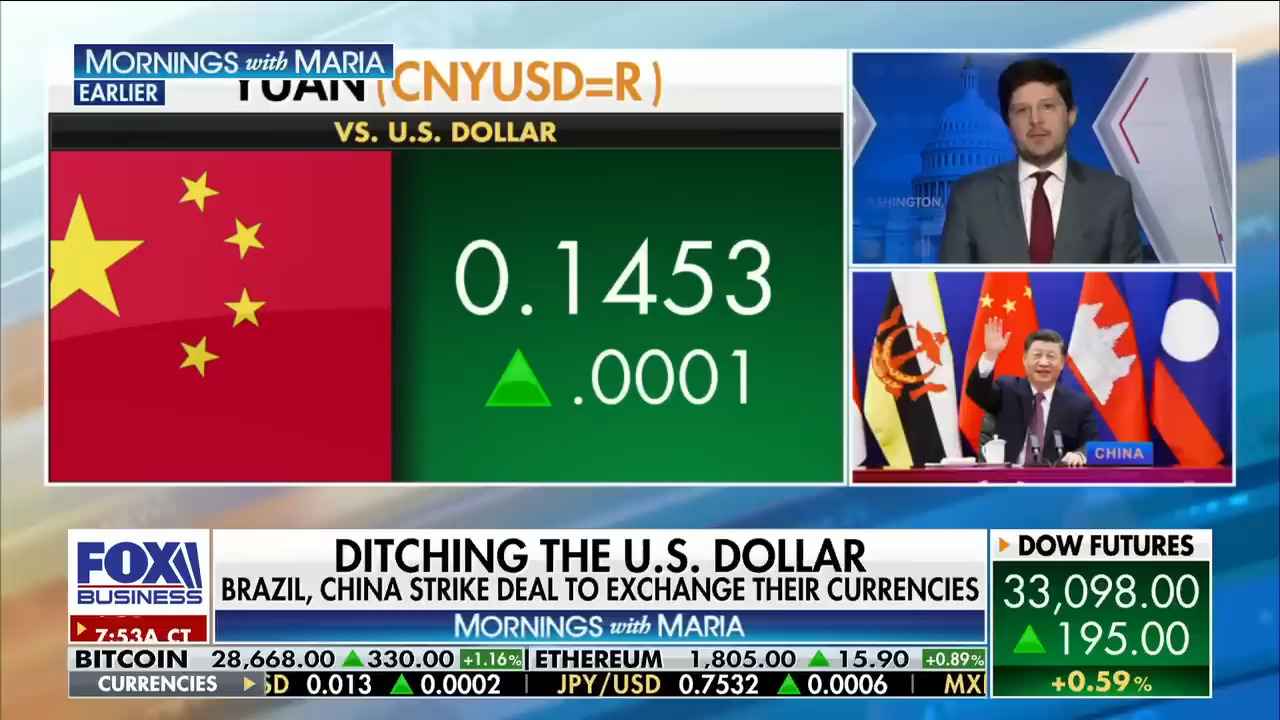 MORNINGS with MARIA
EARLIER
YUAN (CNYUSD=R)
VS. U.S. DOLLAR
0.1453
▲ .0001
ASHINGTON,
CHINA
FOX
BUSINESS
7:53A CT
DITCHING THE U.S. DOLLAR
BRAZIL, CHINA STRIKE DEAL TO EXCHANGE THEIR CURRENCIES
MORNINGS with MARIA
DOW FUTURES
33,098.00
▲ 195.00
+0.59%
BITCOIN 28,668.00 ▲ 330.00 +1.16% ETHEREUM 1,805.00 ▲ 15.90 +0.89%
CURRENCIES SD 0.013 ▲ 0.0002 | JPY/USD 0.7532 ▲ 0.0006 | MX